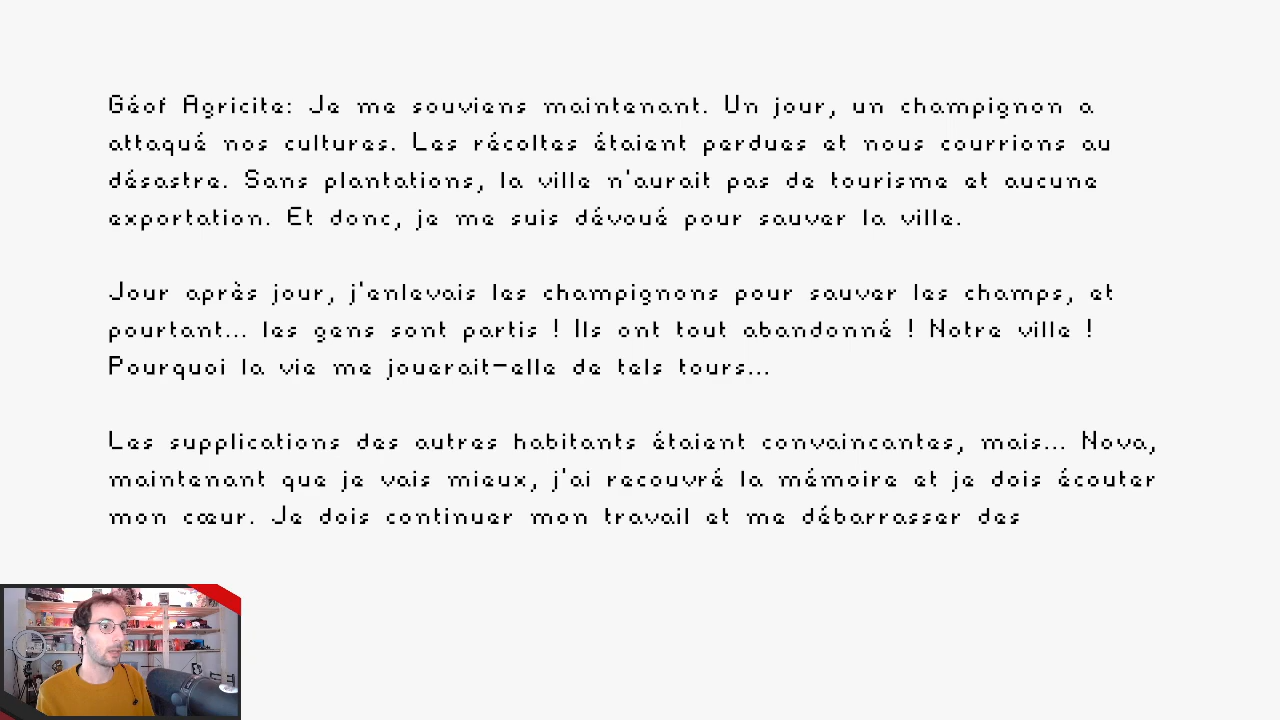 Géof Agricite: Je me souviens maintenant. Un jour, un champignon a
attaqué nos cultures. Les récoltes étaient perdues et nous courrions au
désastre. Sans plantations, la ville n'aurait pas de tourisme et aucune
exportation. Et donc, je me suis dévoué pour sauver la ville.
Jour après jour, j'enlevais les champignons pour sauver les champs, et
pourtant... les gens sont partis ! Ils ont tout abandonné ! Notre ville !
Pourquoi la vie me jouerait-elle de tels tours...
Les supplications des autres habitants étaient convaincantes, mais... Nova,
maintenant que je vais mieux, j'ai recouvré la mémoire et je dois écouter
mon cœur. Je dois continuer mon travail et me débarrasser des